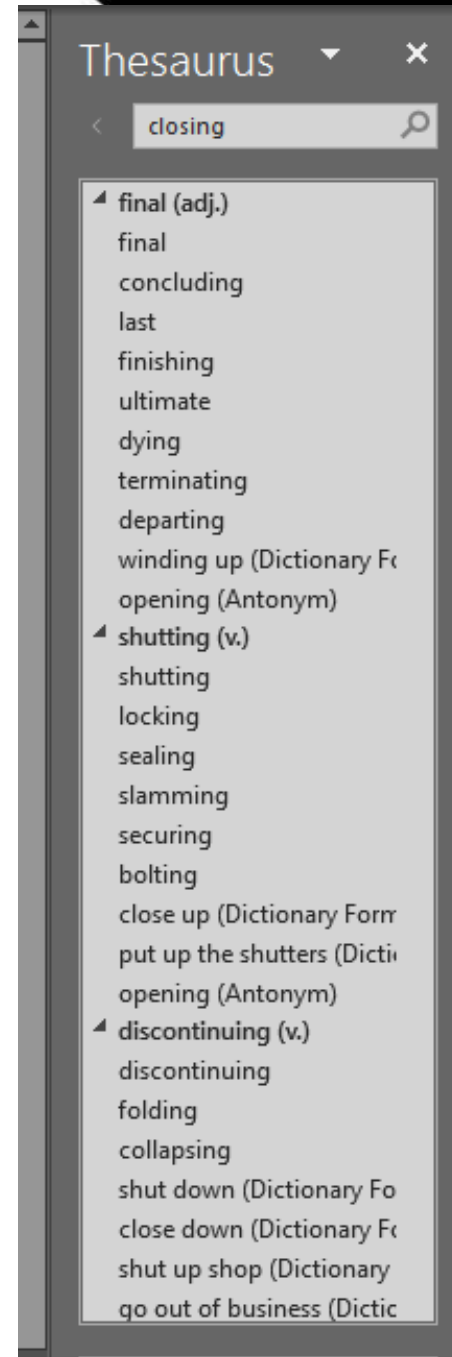 Thesaurus
closing
final (adj.)
final
concluding
last
finishing
ultimate
dying
terminating
departing
winding up (Dictionary Fo
opening (Antonym)
shutting (v.)
shutting
locking
sealing
slamming
securing
bolting
close up (Dictionary Form
put up the shutters (Dictio
opening (Antonym)
discontinuing (v.)
discontinuing
folding
collapsing
shut down (Dictionary Fo
close down (Dictionary Fo
shut up shop (Dictionary
go out of business (Dictic